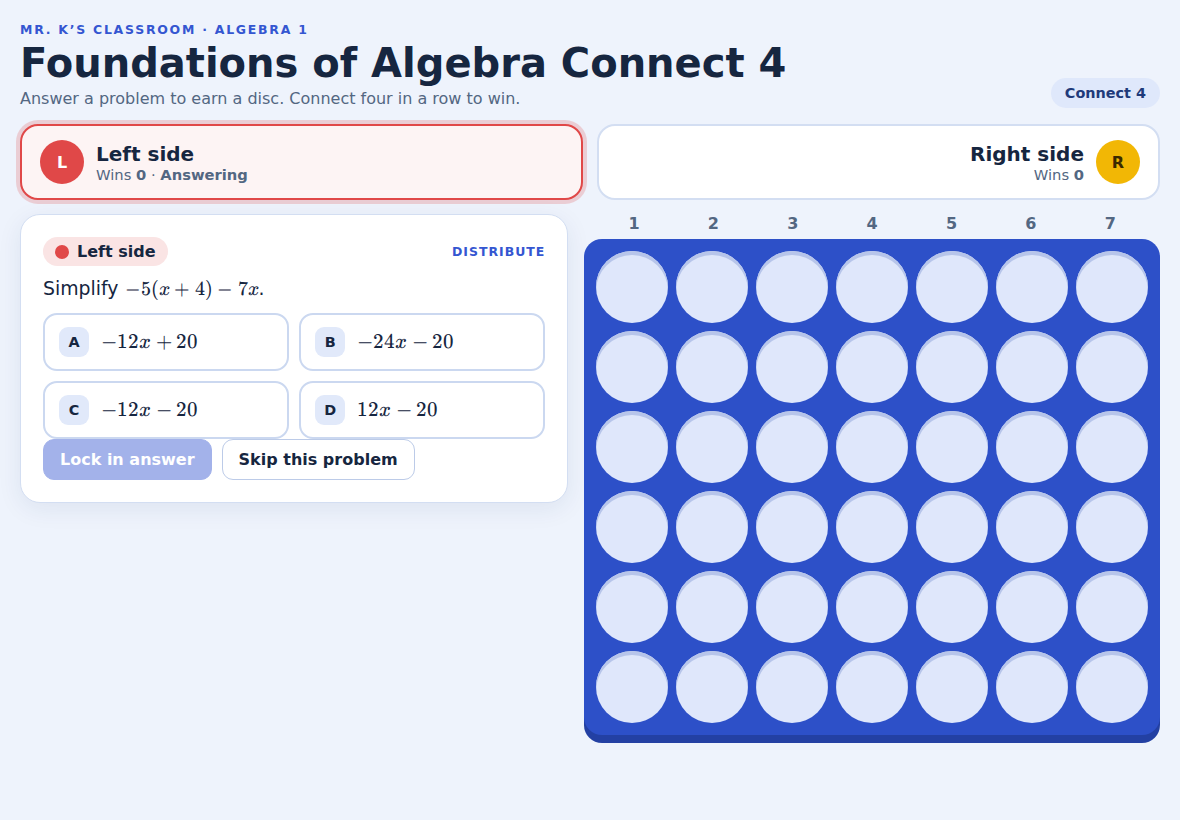 MR. K’S CLASSROOM · ALGEBRA 1
Foundations of Algebra Connect 4
Answer a problem to earn a disc. Connect four in a row to win.
Connect 4
L
Left side
Wins 0 · Answering
Right side
Wins 0
R
Left side
DISTRIBUTE
Simplify −5(x + 4) − 7x.
A −12x + 20
B −24x − 20
C −12x − 20
D 12x − 20
Lock in answer
Skip this problem
1 2 3 4 5 6 7